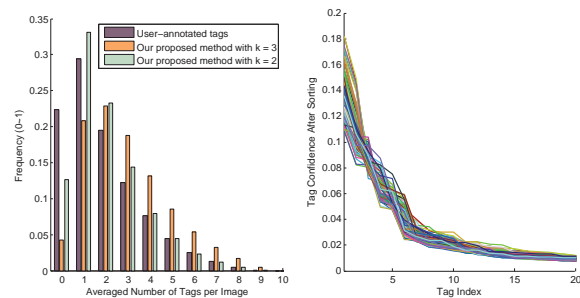 0.35
0.3
0.25
0.2
0.15
0.1
0.05
0
Frequency (0~1)
User−annotated tags
Our proposed method with k = 3
Our proposed method with k = 2
0 1 2 3 4 5 6 7 8 9 10
Averaged Number of Tags per Image
0.2
0.18
0.16
0.14
0.12
0.1
0.08
0.06
0.04
0.02
0
Tag Confidence After Sorting
5 10 15 20
Tag Index